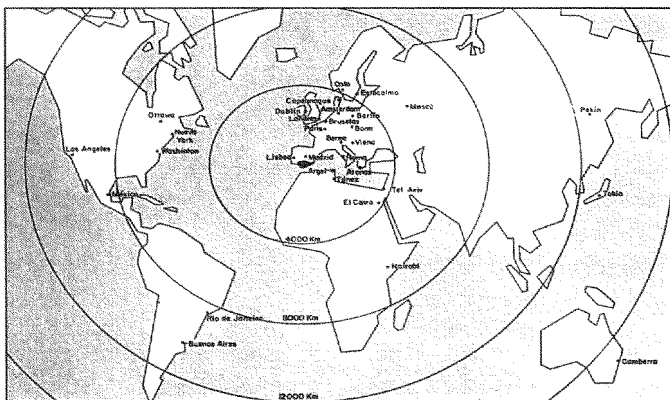 Oslo
Estocolmo
Copenhague
Moscú
Dublín
Amsterdam
Berlín
Londres
Bruselas
Pekín
Ottawa
París
Bonn
Nueva
York
Berna
Viena
Los Angeles
Washington
Lisboa
Madrid
Roma
Argel
Atenas
Túnez
Tel Aviv
México
Tokio
El Cairo
4000 Km
Nairobi
Río de Janeiro
8000 Km
Buenos Aires
Camberra
12000 Km